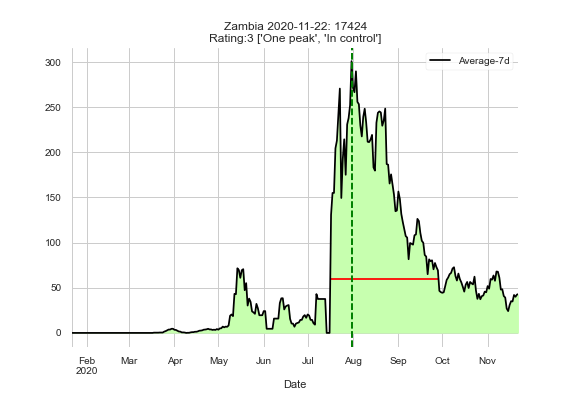 Zambia 2020-11-22: 17424
Rating:3 ['One peak', 'In control']
Average-7d
300
250
200
150
100
50
0
Feb Mar Apr May Jun Jul Aug Sep Oct Nov
2020
Date